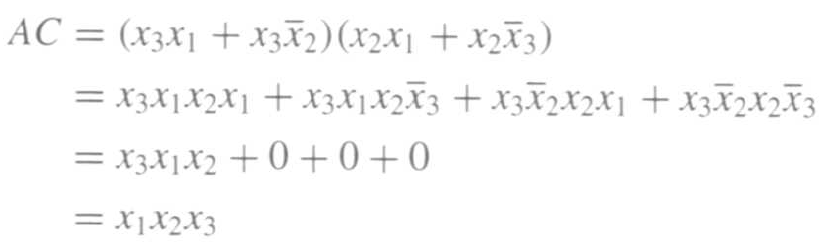 AC = (x₃x₁ + x₃x̅₂)(x₂x₁ + x₂x̅₃)
= x₃x₁x₂x₁ + x₃x₁x₂x̅₃ + x₃x̅₂x₂x₁ + x₃x̅₂x₂x̅₃
= x₃x₁x₂ + 0 + 0 + 0
= x₁x₂x₃